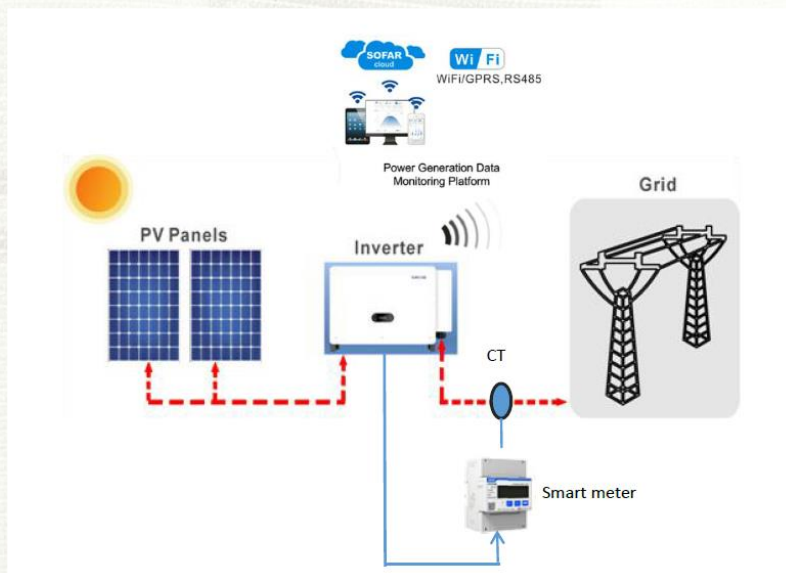 SOFAR
cloud
Wi Fi
WiFi/GPRS,RS485
Power Generation Data
Monitoring Platform
Grid
PV Panels
Inverter
CT
Smart meter